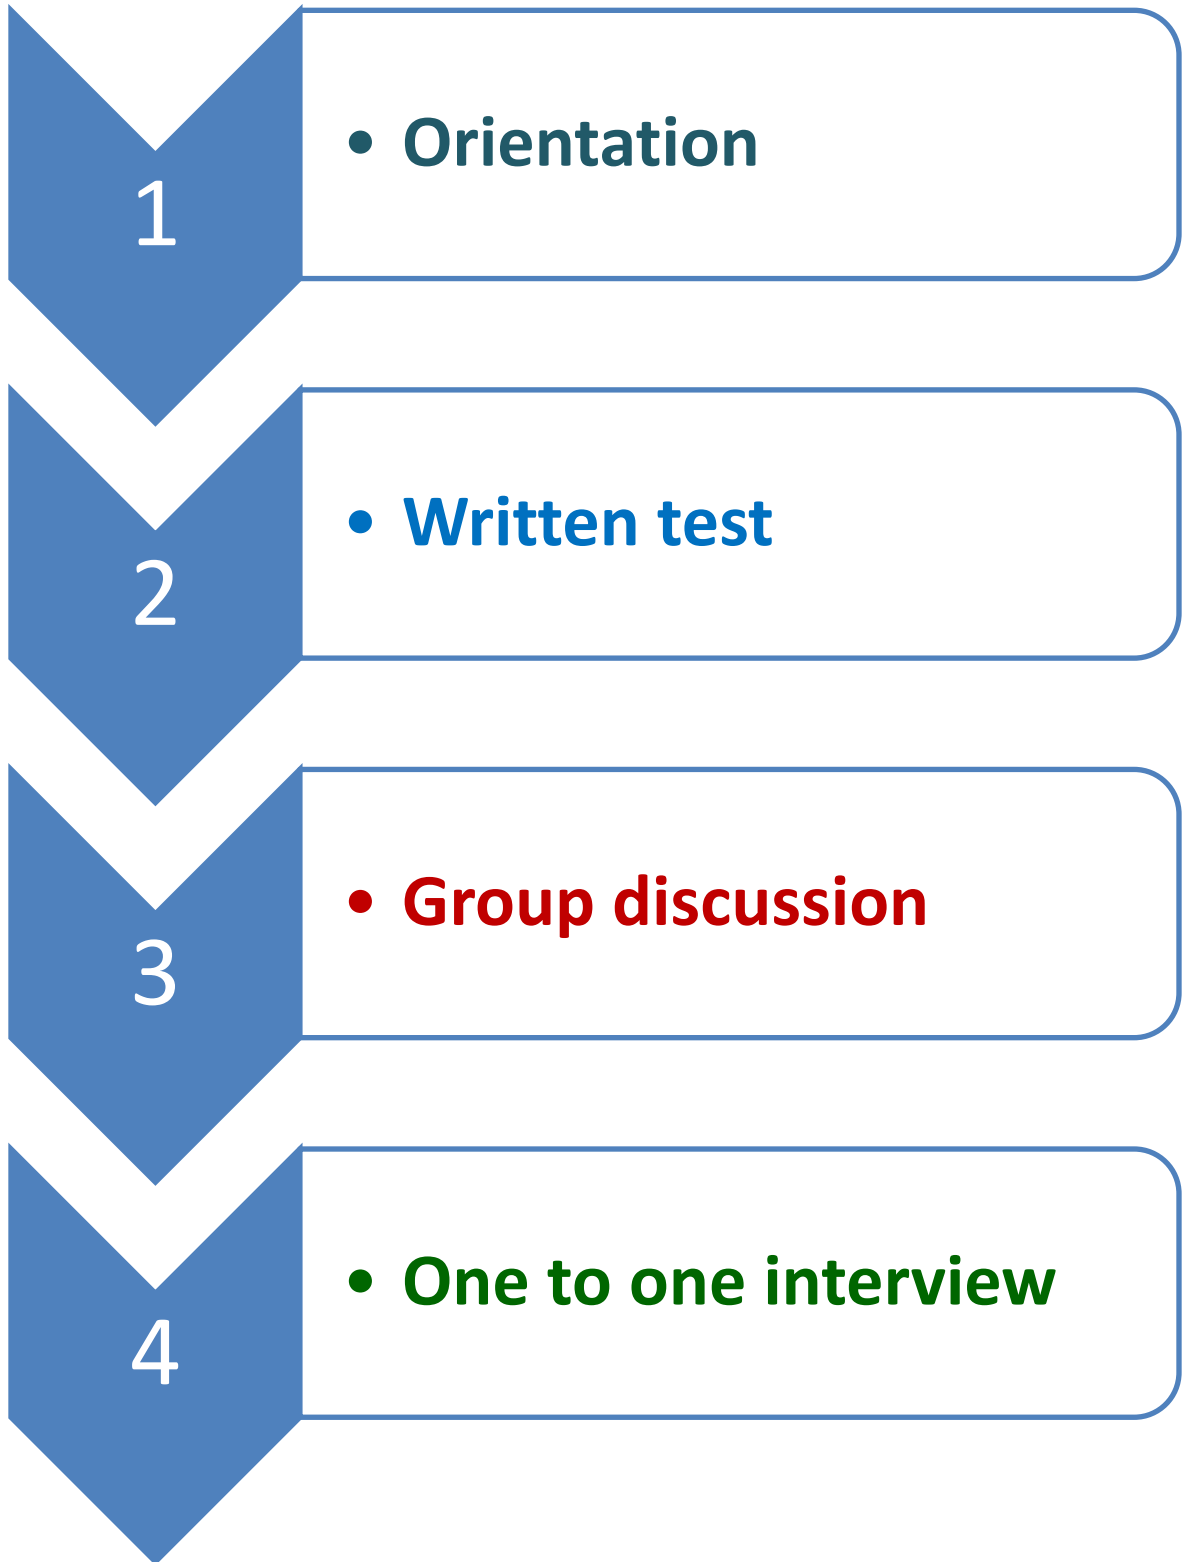 1
• Orientation
2
• Written test
3
• Group discussion
4
• One to one interview